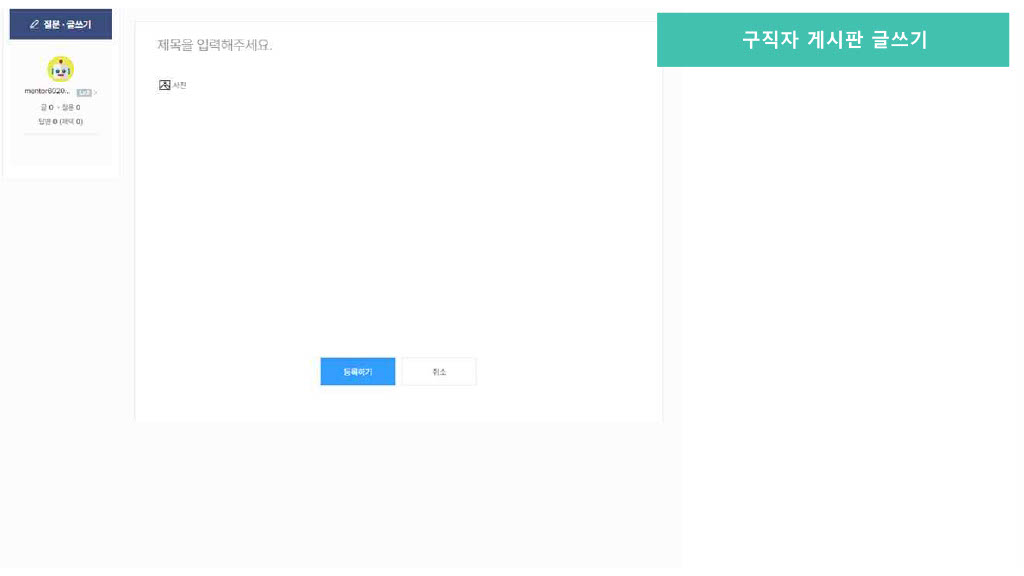 질문 · 글쓰기
mentor6020... Lv.1 >
글 0 · 질문 0
답변 0 (채택 0)
제목을 입력해주세요.
사진
등록하기
취소
구직자 게시판 글쓰기